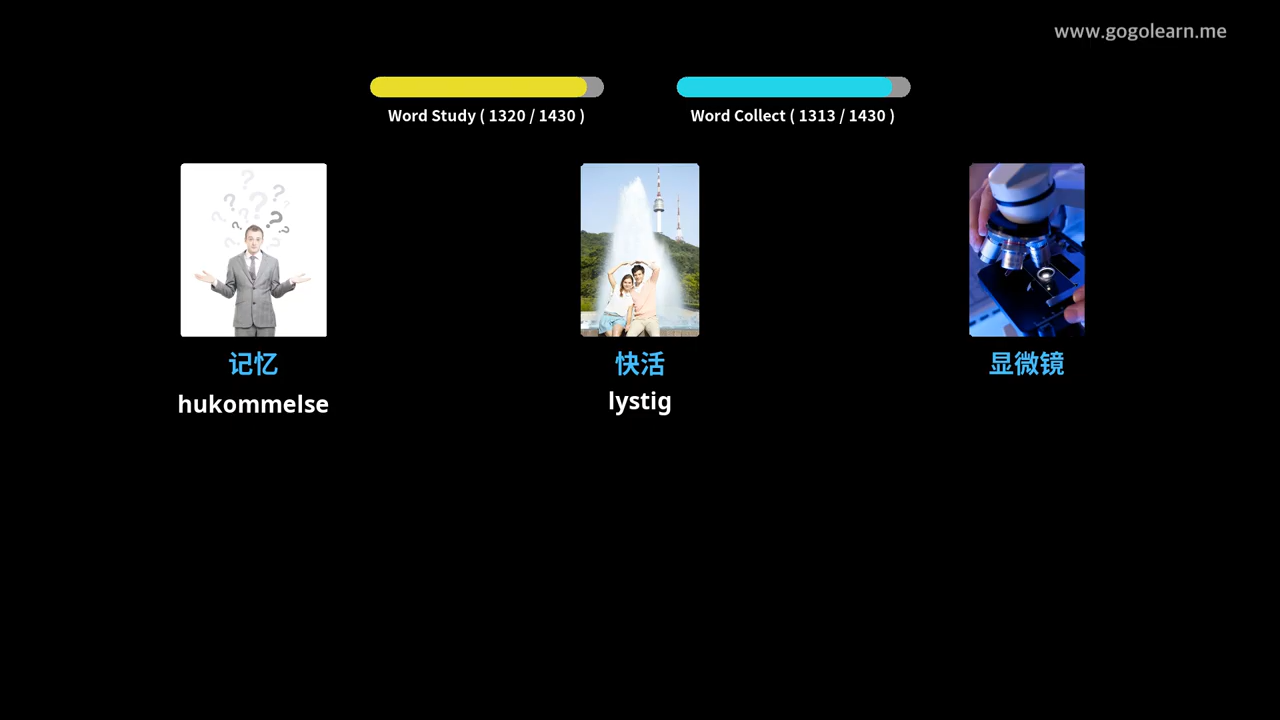 www.gogolearn.me
Word Study ( 1320 / 1430 )
Word Collect ( 1313 / 1430 )
记忆
快活
显微镜
hukommelse
lystig